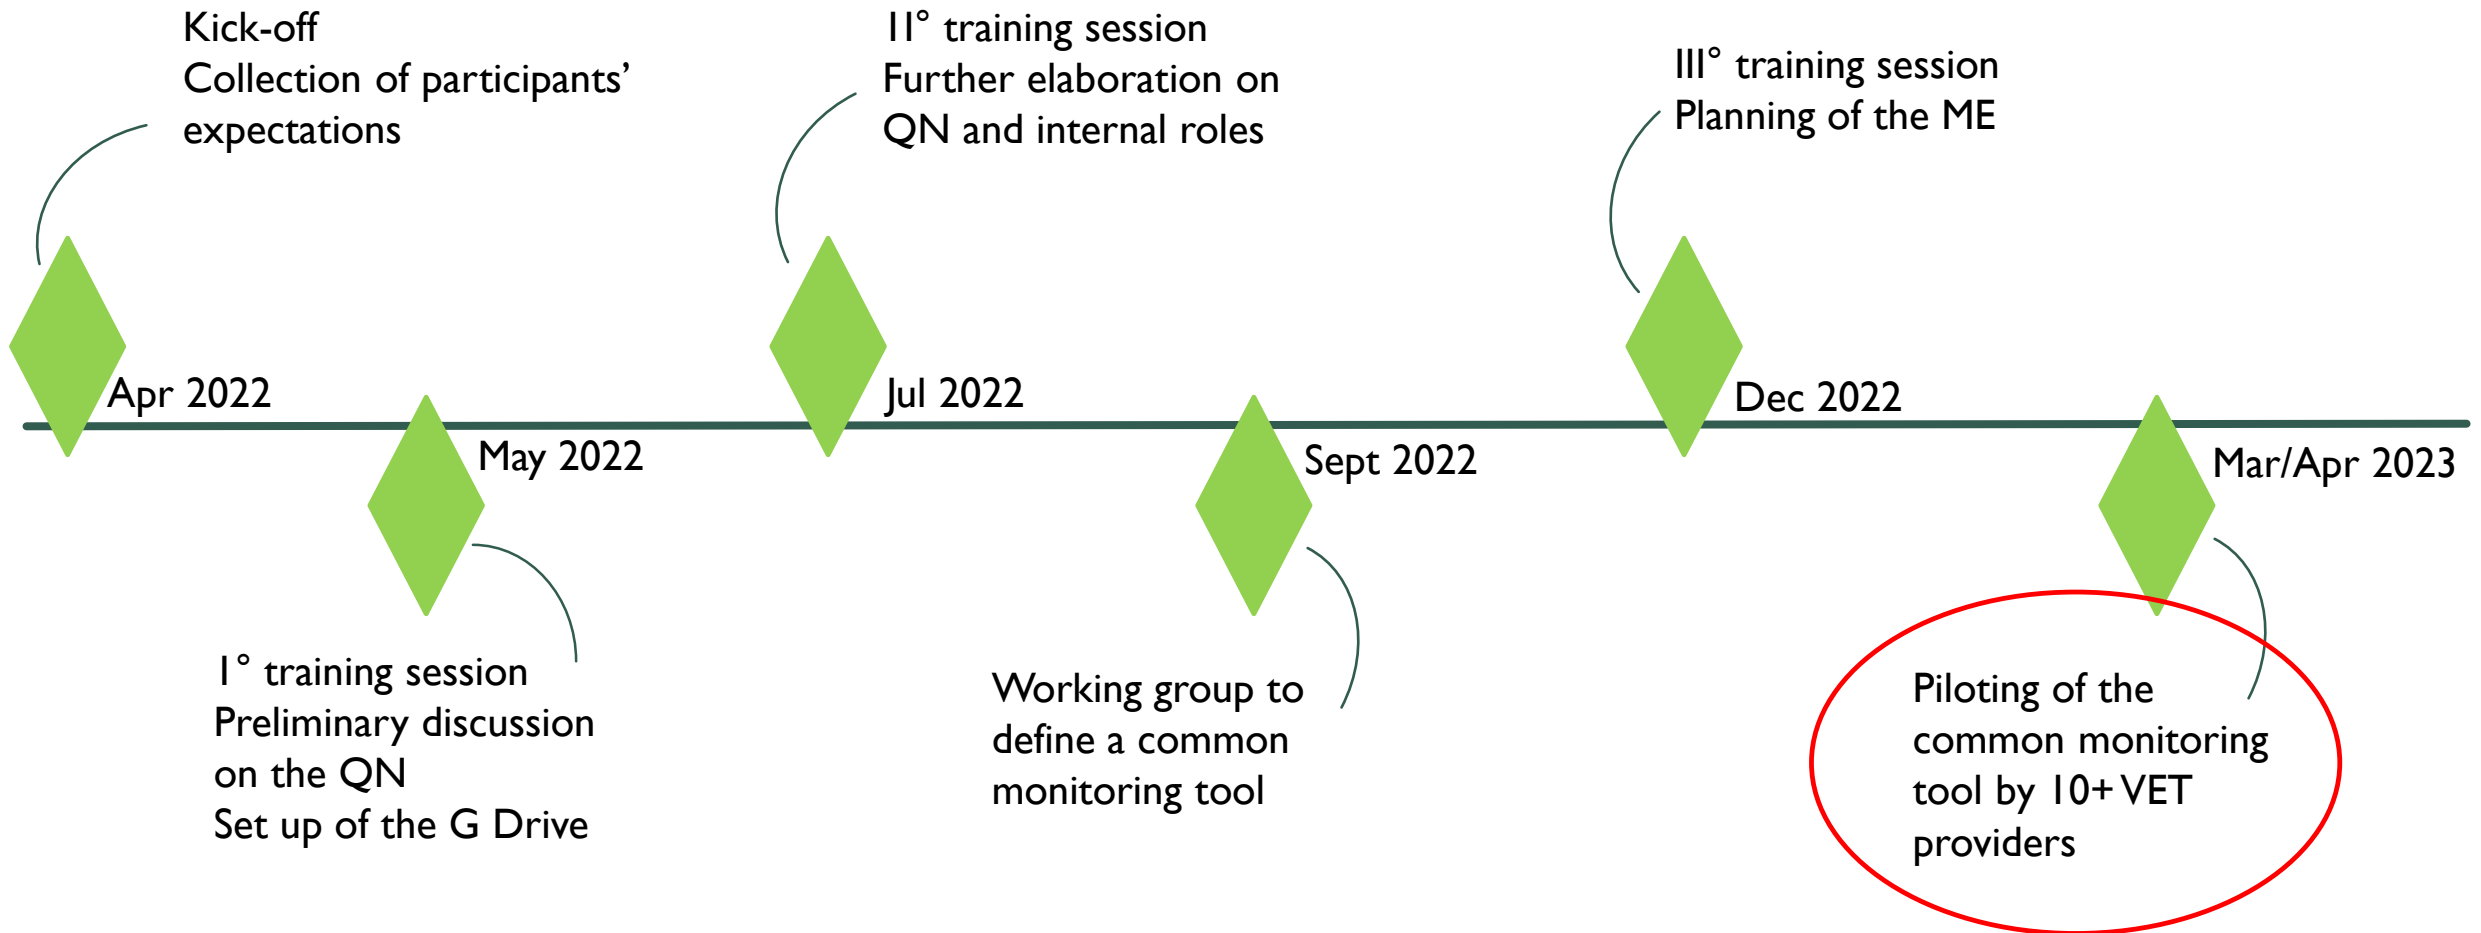 Kick-off
Collection of participants’
expectations
Apr 2022
1° training session
Preliminary discussion
on the QN
Set up of the G Drive
May 2022
11° training session
Further elaboration on
QN and internal roles
Jul 2022
Working group to
define a common
monitoring tool
Sept 2022
III° training session
Planning of the ME
Dec 2022
Mar/Apr 2023
Piloting of the
common monitoring
tool by 10+ VET
providers